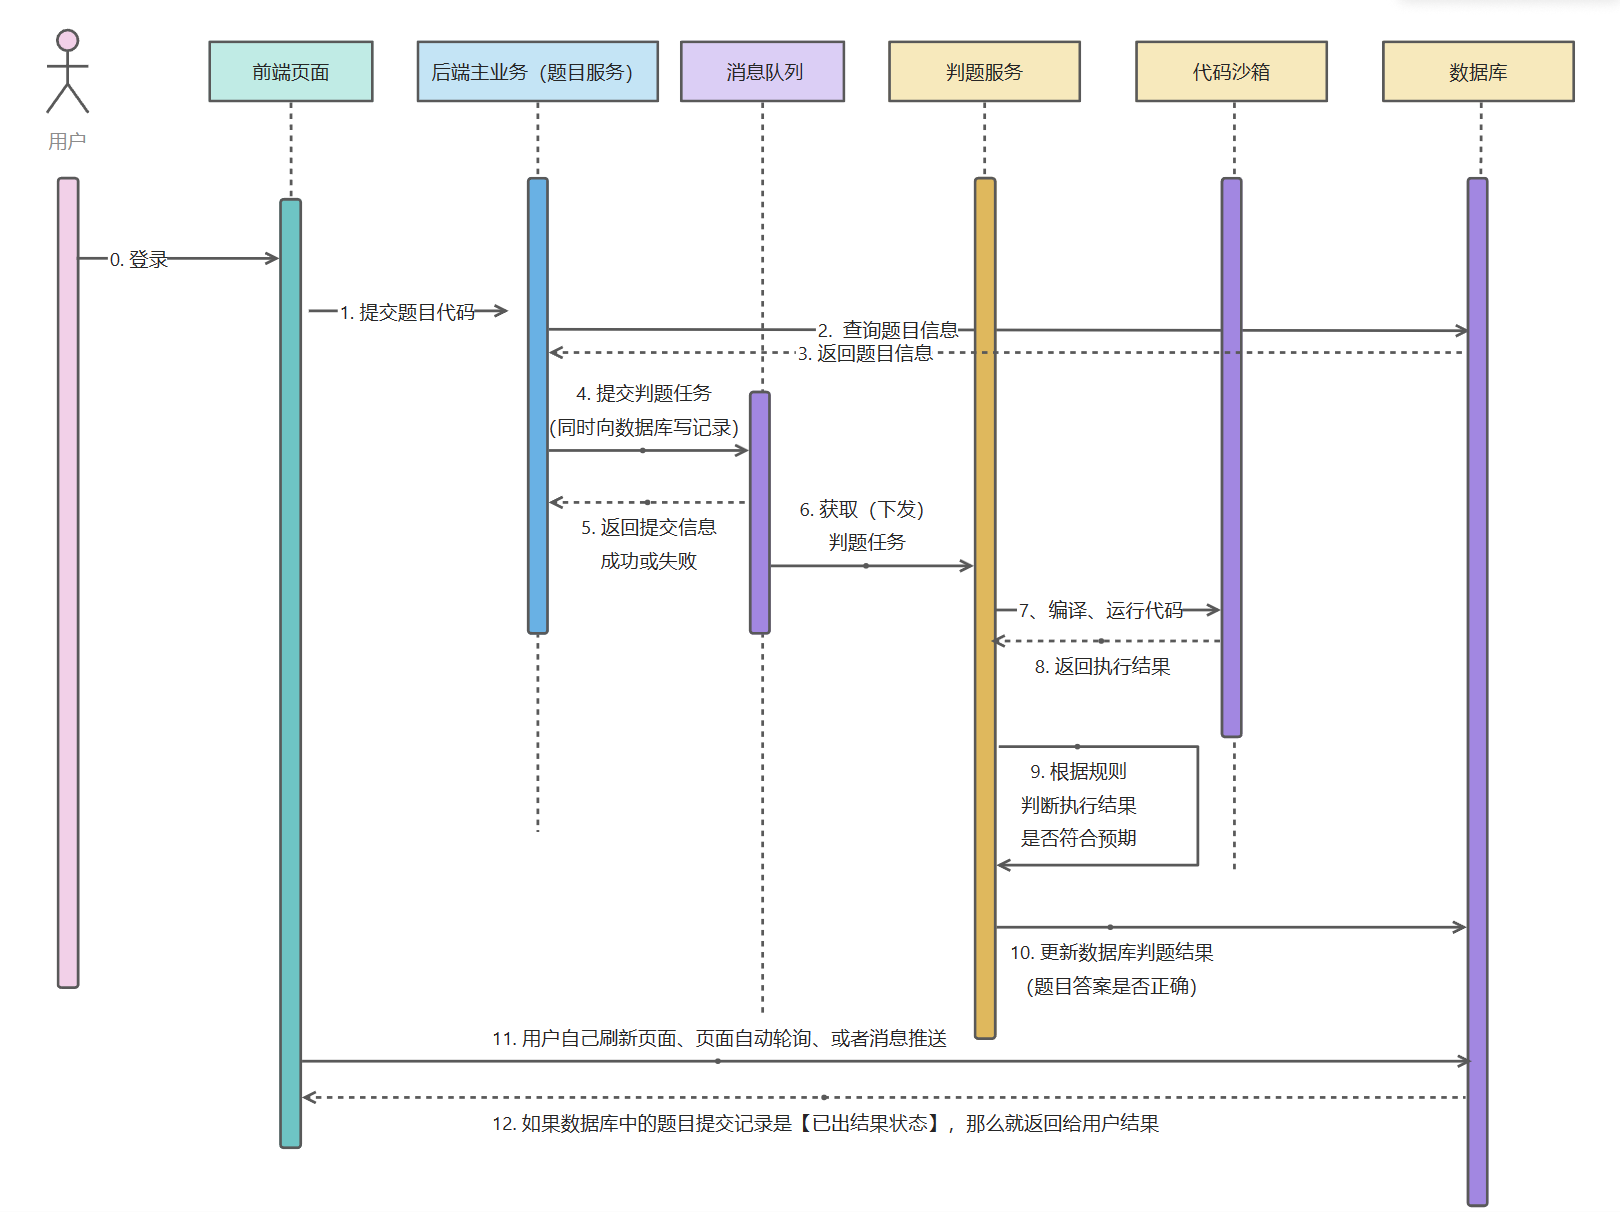 用户
前端页面
后端主业务（题目服务）
消息队列
判题服务
代码沙箱
数据库
0. 登录
1. 提交题目代码
2.  查询题目信息
3. 返回题目信息
4. 提交判题任务
(同时向数据库写记录)
5. 返回提交信息
成功或失败
6. 获取（下发）
判题任务
7、编译、运行代码
8. 返回执行结果
9. 根据规则
判断执行结果
是否符合预期
10. 更新数据库判题结果
（题目答案是否正确）
11. 用户自己刷新页面、页面自动轮询、或者消息推送
12. 如果数据库中的题目提交记录是【已出结果状态】，那么就返回给用户结果